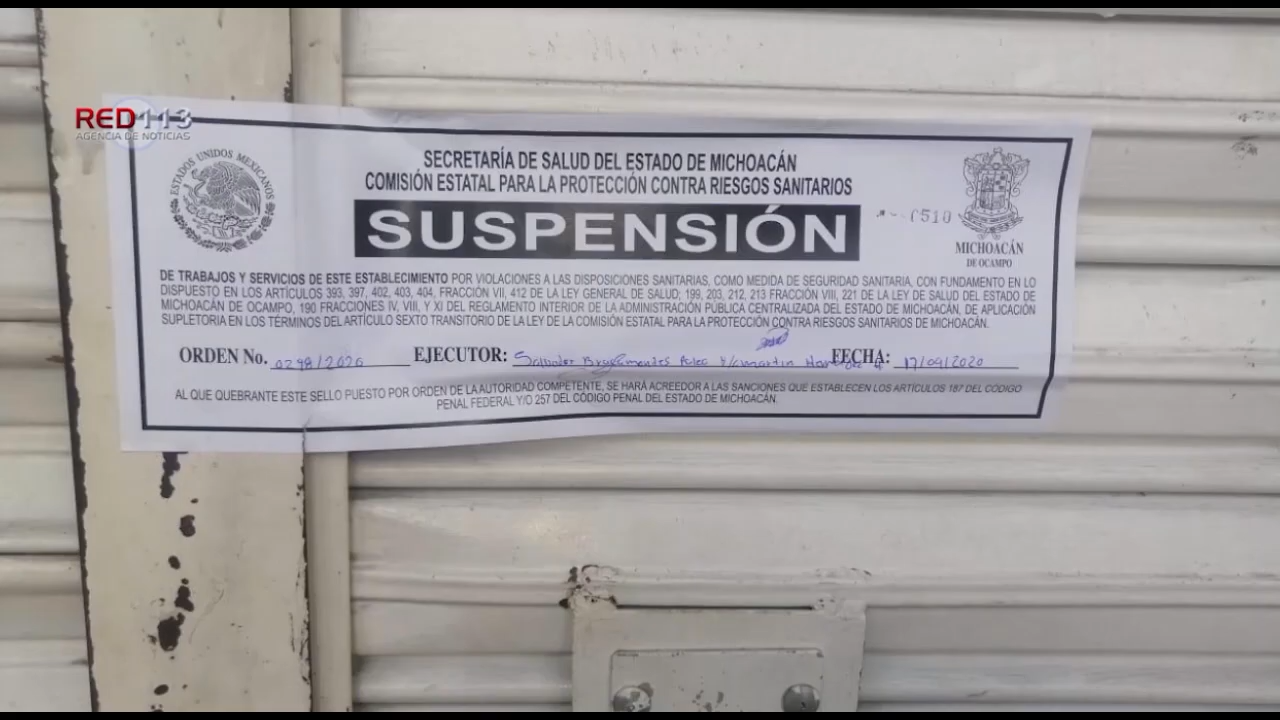 RED 113
AGENCIA DE NOTICIAS
ESTADOS UNIDOS MEXICANOS
SECRETARÍA DE SALUD DEL ESTADO DE MICHOACÁN
COMISIÓN ESTATAL PARA LA PROTECCIÓN CONTRA RIESGOS SANITARIOS
SUSPENSIÓN
0510
MICHOACÁN
DE OCAMPO
DE TRABAJOS Y SERVICIOS DE ESTE ESTABLECIMIENTO POR VIOLACIONES A LAS DISPOSICIONES SANITARIAS, COMO MEDIDA DE SEGURIDAD SANITARIA, CON FUNDAMENTO EN LO
DISPUESTO EN LOS ARTÍCULOS 393, 397, 402, 403, 404, FRACCIÓN VII, 412 DE LA LEY GENERAL DE SALUD; 199, 203, 212, 213 FRACCIÓN VIII, 221 DE LA LEY DE SALUD DEL ESTADO DE
MICHOACÁN DE OCAMPO, 190 FRACCIONES IV, VIII, Y XI DEL REGLAMENTO INTERIOR DE LA ADMINISTRACIÓN PÚBLICA CENTRALIZADA DEL ESTADO DE MICHOACÁN, DE APLICACIÓN
SUPLETORIA EN LOS TÉRMINOS DEL ARTÍCULO SEXTO TRANSITORIO DE LA LEY DE LA COMISIÓN ESTATAL PARA LA PROTECCIÓN CONTRA RIESGOS SANITARIOS DE MICHOACÁN.
ORDEN No. 0298/2020 EJECUTOR: Salvador FECHA: 17/09/2020
AL QUE QUEBRANTE ESTE SELLO PUESTO POR ORDEN DE LA AUTORIDAD COMPETENTE, SE HARÁ ACREEDOR A LAS SANCIONES QUE ESTABLECEN LOS ARTÍCULOS 187 DEL CÓDIGO
PENAL FEDERAL Y/O 257 DEL CÓDIGO PENAL DEL ESTADO DE MICHOACÁN.